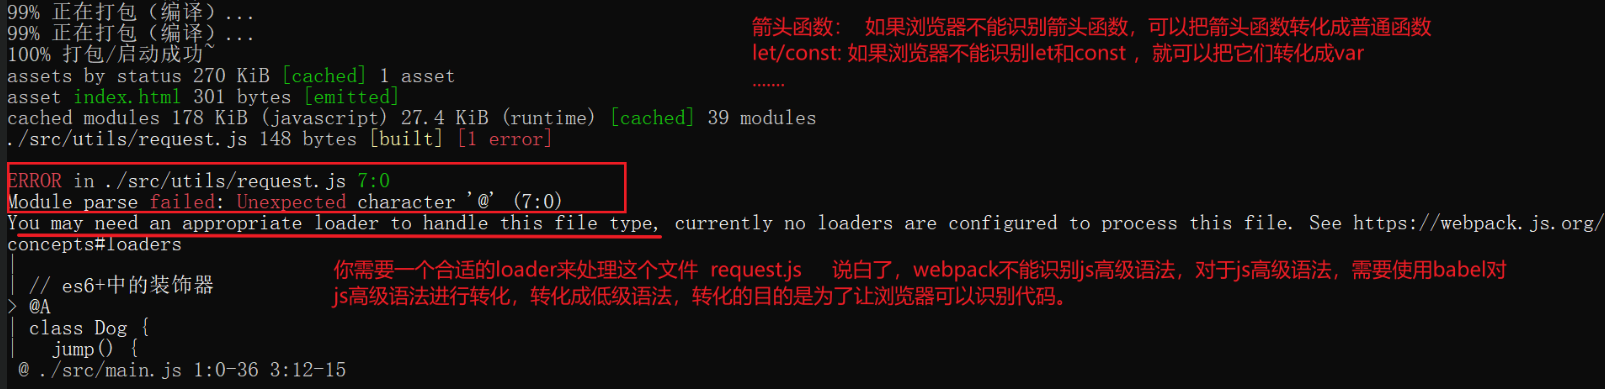 99% 正在打包（编译）...
99% 正在打包（编译）...
100% 打包/启动成功~
箭头函数： 如果浏览器不能识别箭头函数，可以把箭头函数转化成普通函数
let/const: 如果浏览器不能识别let和const ，就可以把它们转化成var
.......
assets by status 270 KiB [cached] 1 asset
asset index.html 301 bytes [emitted]
cached modules 178 KiB (javascript) 27.4 KiB (runtime) [cached] 39 modules
./src/utils/request.js 148 bytes [built] [1 error]
ERROR in ./src/utils/request.js 7:0
Module parse failed: Unexpected character '@' (7:0)
You may need an appropriate loader to handle this file type, currently no loaders are configured to process this file. See https://webpack.js.org/
concepts#loaders
|
| // es6+中的装饰器
> @A
| class Dog {
|   jump() {
@ ./src/main.js 1:0-36 3:12-15
你需要一个合适的loader来处理这个文件 request.js 说白了，webpack不能识别js高级语法，对于js高级语法，需要使用babel对
js高级语法进行转化，转化成低级语法，转化的目的是为了让浏览器可以识别代码。